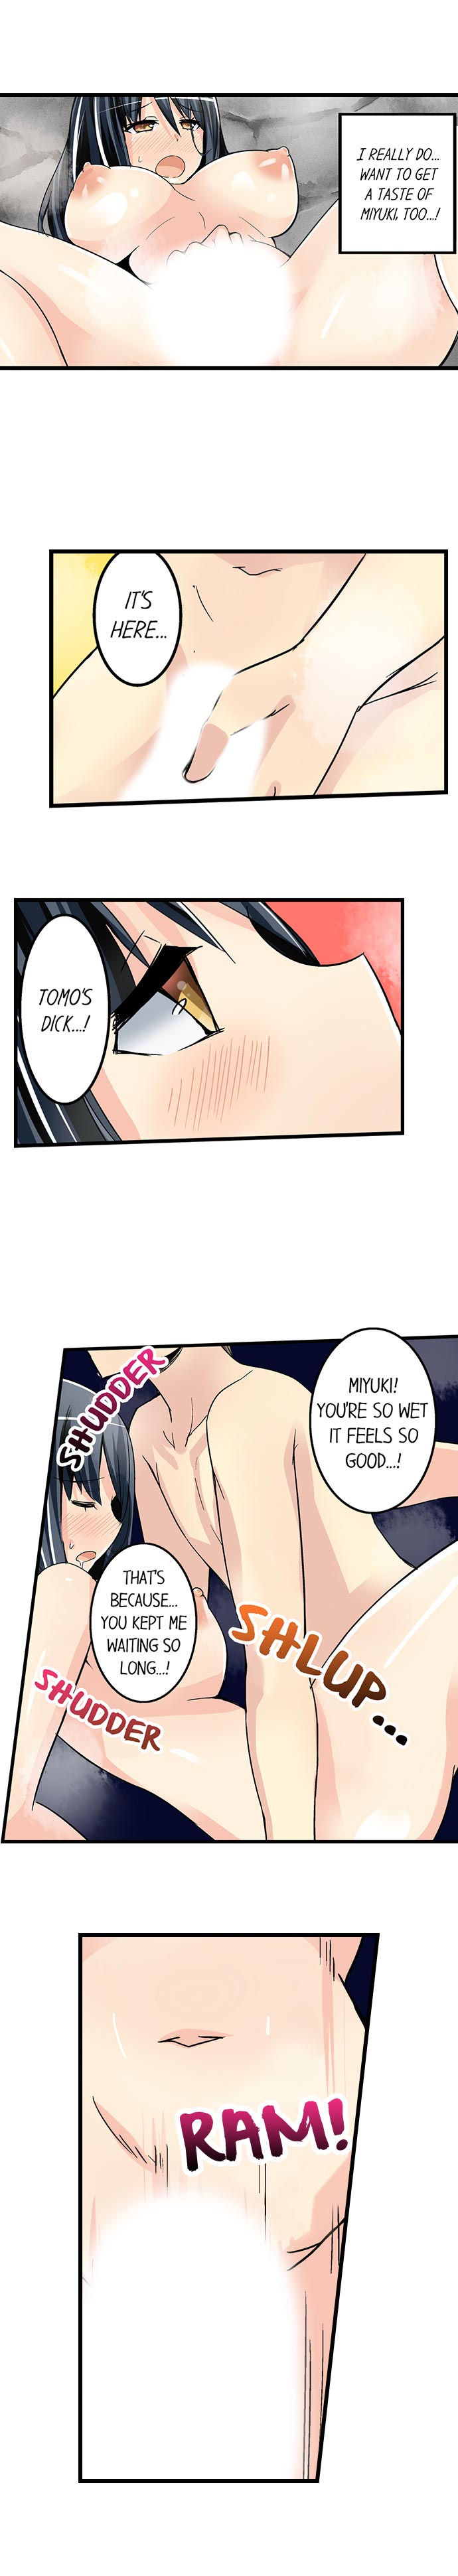 I REALLY DO...
WANT TO GET
A TASTE OF
MIYUKI, TOO...!
IT'S
HERE...
TOMO'S
DICK...!
SHUDDER
MIYUKI!
YOU'RE SO WET
IT FEELS SO
GOOD...!
THAT'S
BECAUSE...
YOU KEPT ME
WAITING SO
LONG...!
SHLUP...
SHUDDER
RAM!